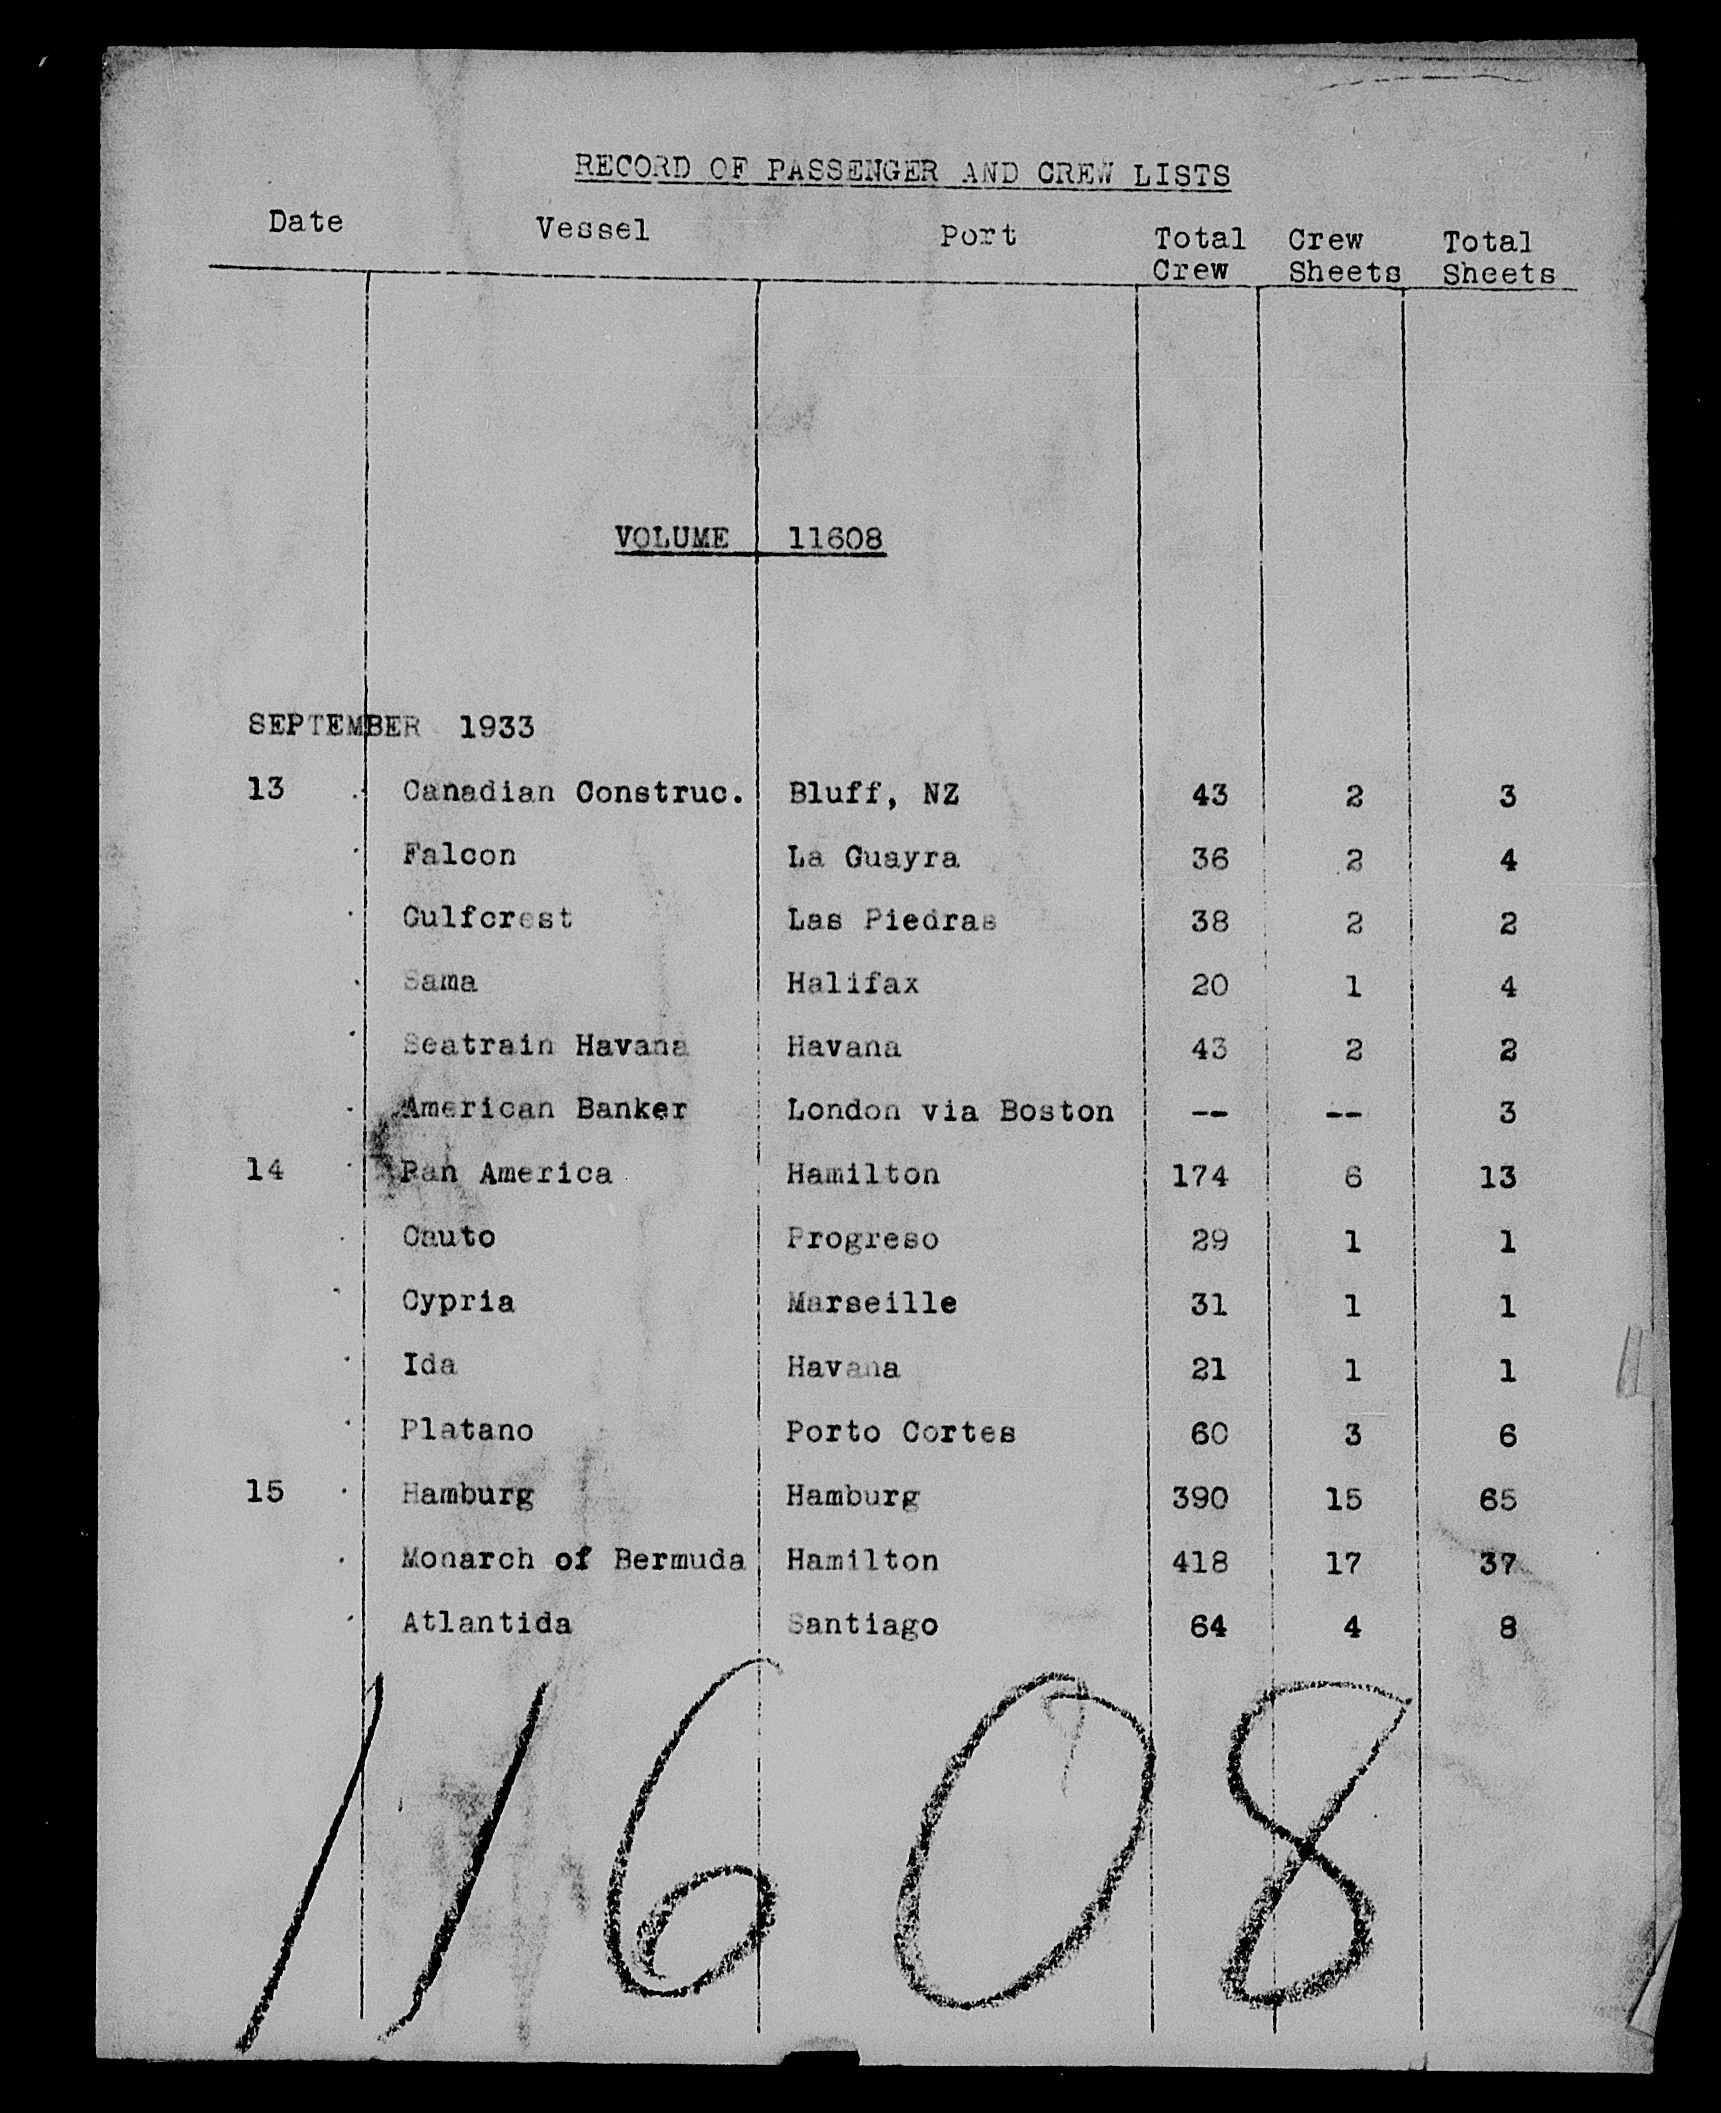 RECORD OF PASSENGER AND CREW LISTS
Date Vessel Port Total Crew Crew Sheets Total Sheets
VOLUME 11608
SEPTEMBER 1933
13 Canadian Construc. Bluff, NZ 43 2 3
Falcon La Guayra 36 2 4
Gulfcrest Las Piedras 38 2 2
Sama Halifax 20 1 4
Seatrain Havana Havana 43 2 2
American Banker London via Boston -- -- 3
14 Pan America Hamilton 174 6 13
Cauto Progreso 29 1 1
Cypria Marseille 31 1 1
Ida Havana 21 1 1
Platano Porto Cortes 60 3 6
15 Hamburg Hamburg 390 15 65
Monarch of Bermuda Hamilton 418 17 37
Atlantida Santiago 64 4 8
11608